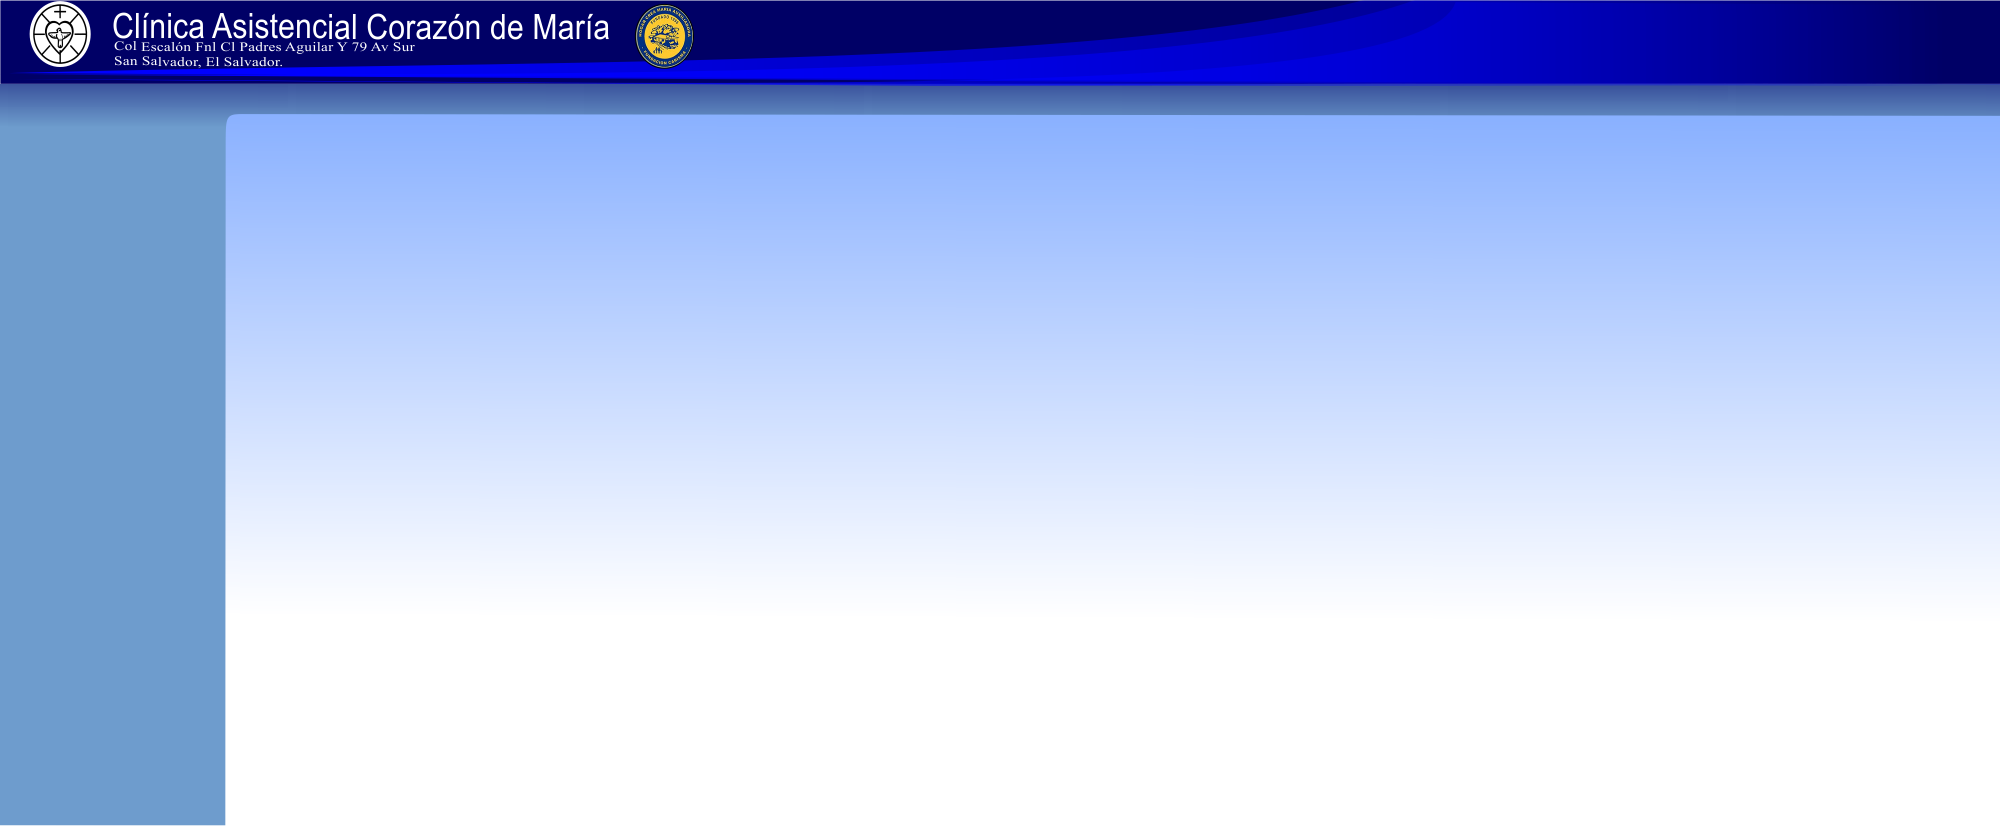 Clínica Asistencial Corazón de María
Col Escalón Fnl Cl Padres Aguilar Y 79 Av Sur
San Salvador, El Salvador.